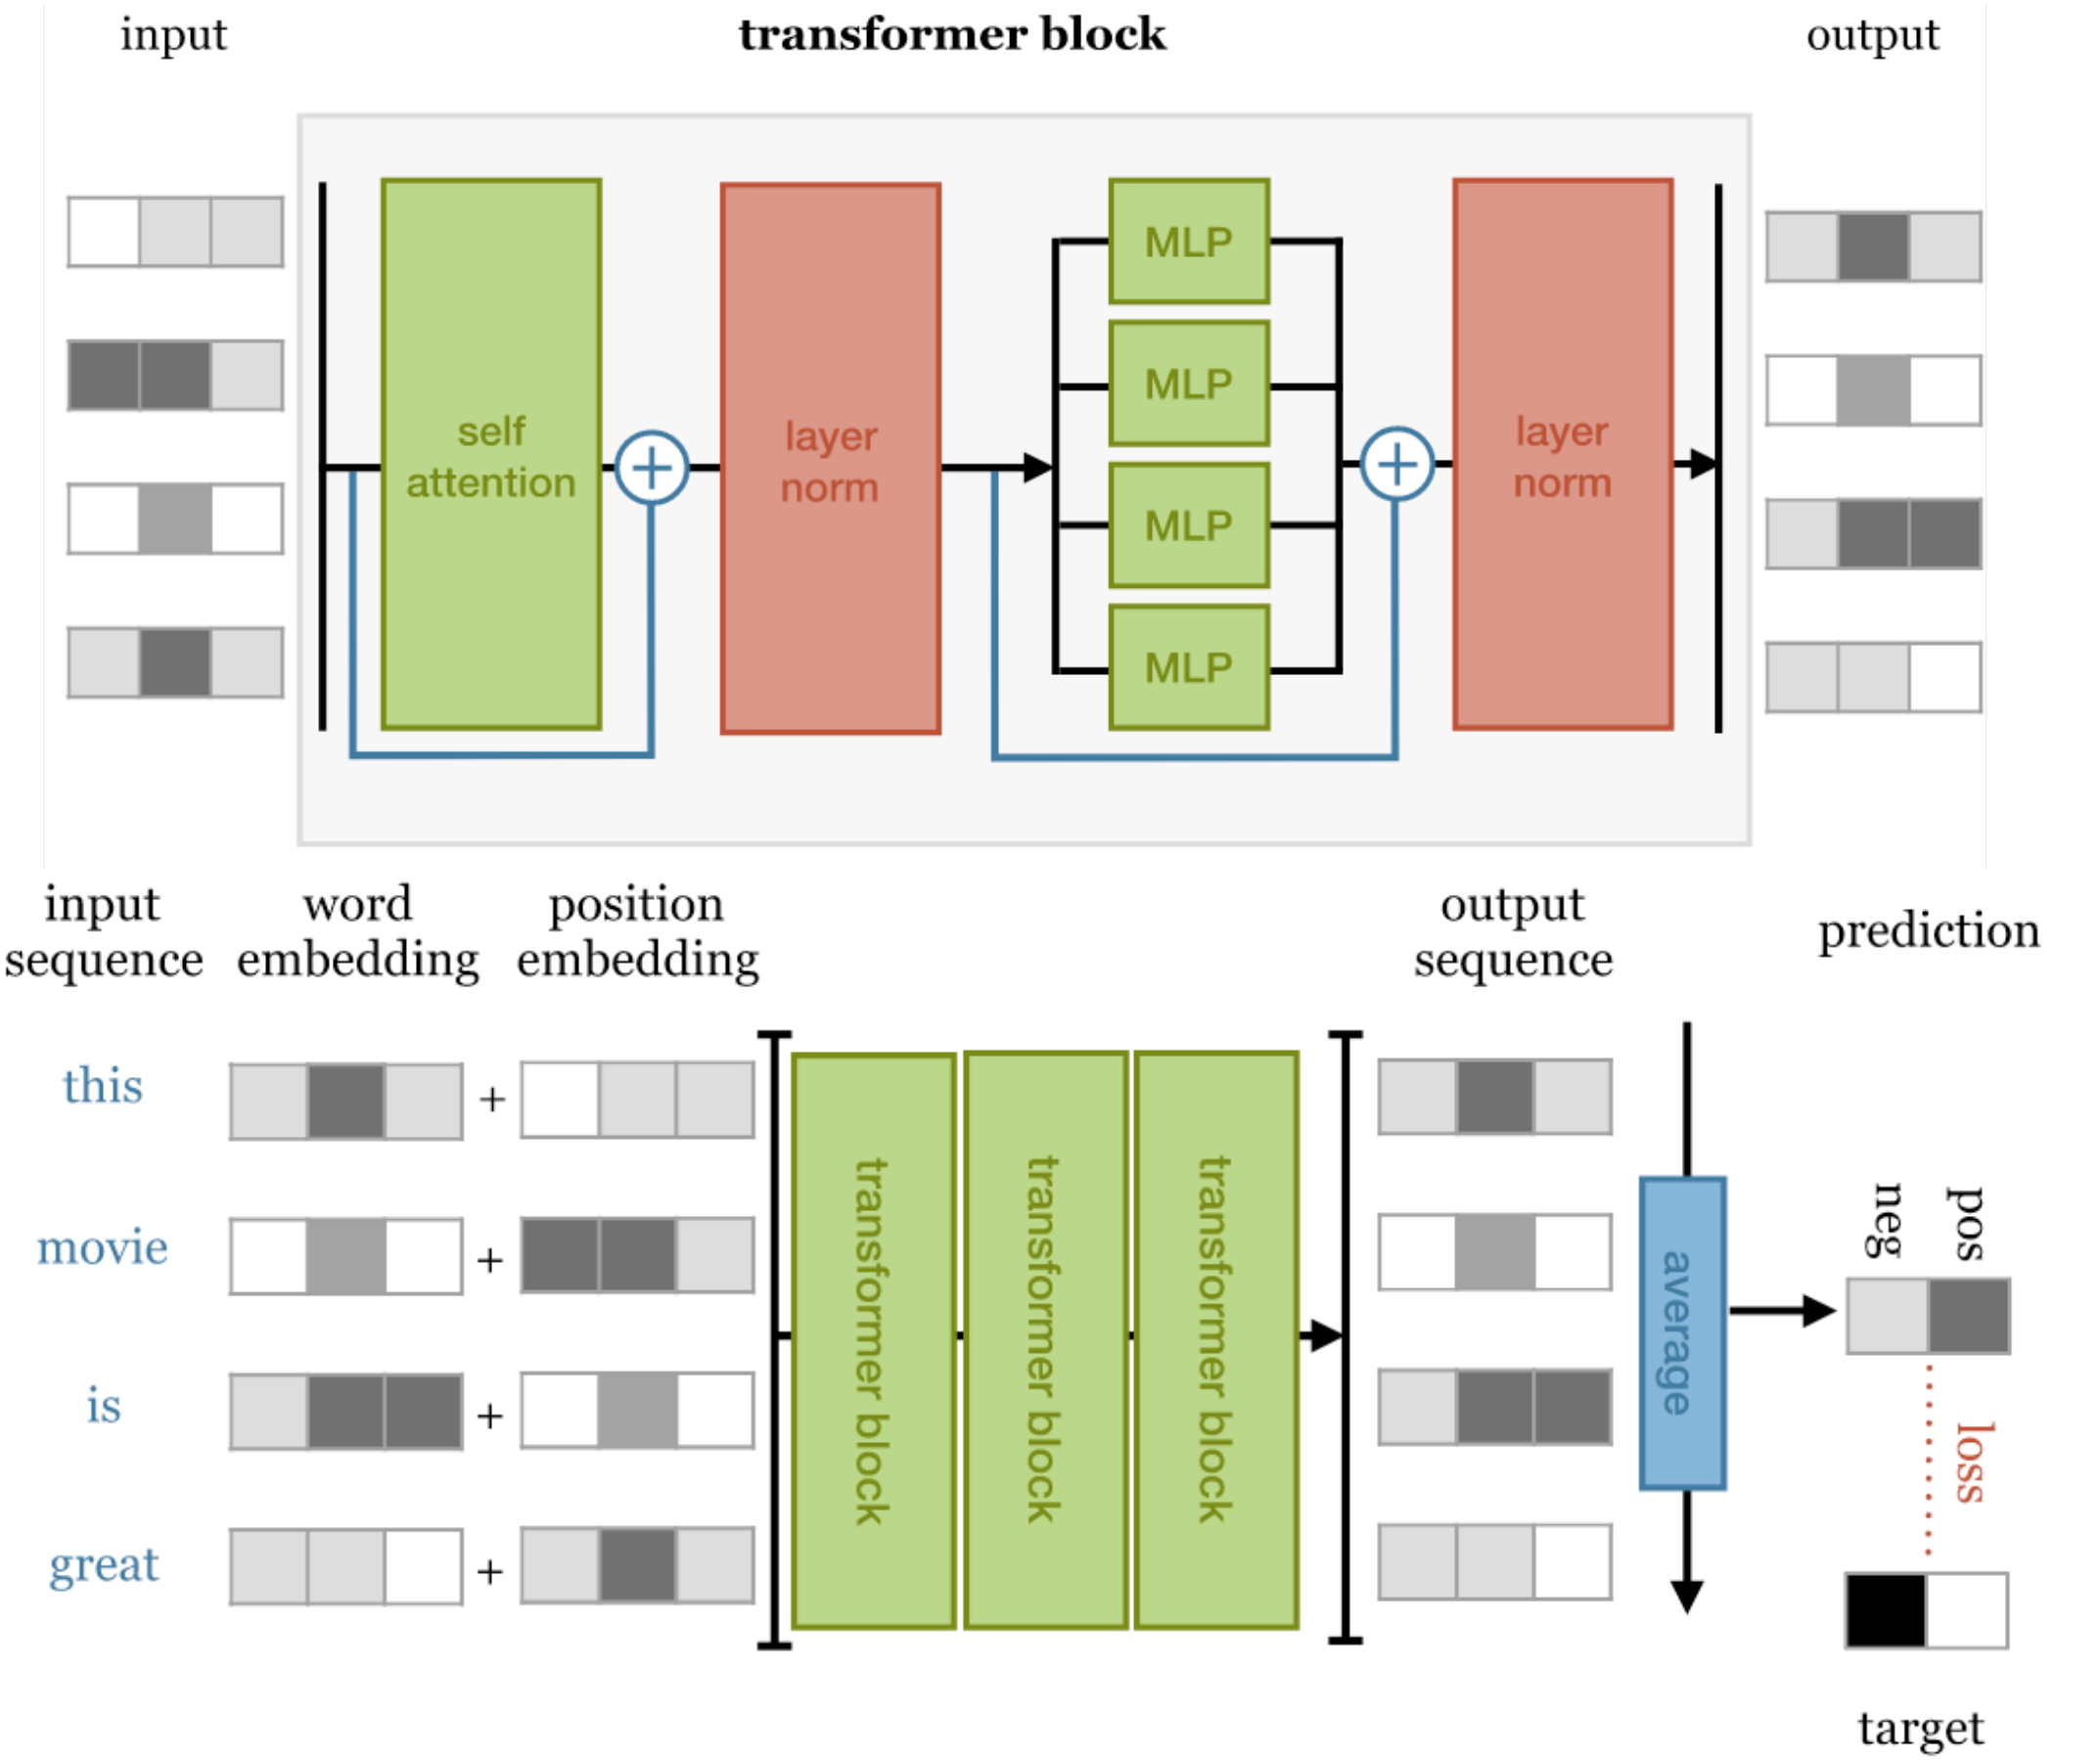 input
transformer block
output
self
attention
layer
norm
MLP
MLP
MLP
MLP
layer
norm
input
sequence
word
embedding
position
embedding
output
sequence
prediction
this
+
movie
+
is
+
great
+
transformer block
transformer block
transformer block
average
neg
pos
loss
target